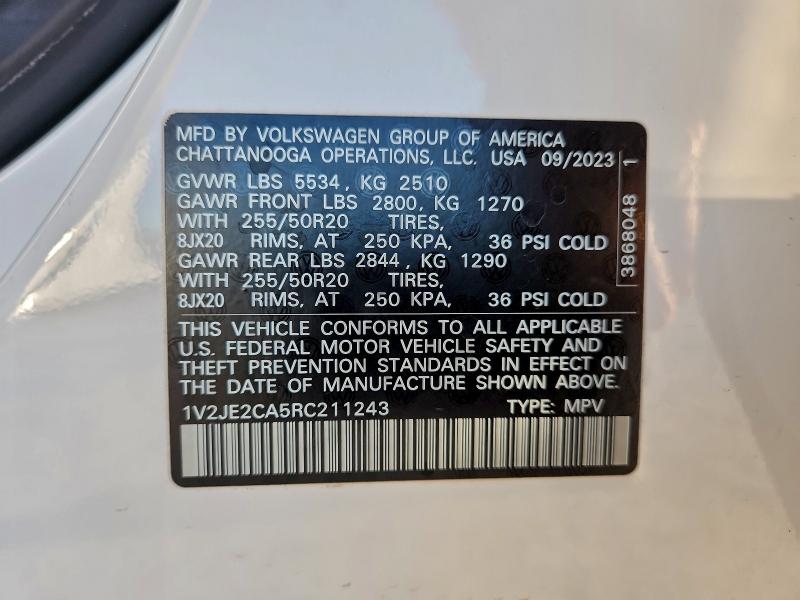 MFD BY VOLKSWAGEN GROUP OF AMERICA
CHATTANOOGA OPERATIONS, LLC. USA 09/2023
GVWR LBS 5534, KG 2510
GAWR FRONT LBS 2800, KG 1270
WITH 255/50R20 TIRES,
8JX20 RIMS, AT 250 KPA, 36 PSI COLD
GAWR REAR LBS 2844, KG 1290
WITH 255/50R20 TIRES,
8JX20 RIMS, AT 250 KPA, 36 PSI COLD
THIS VEHICLE CONFORMS TO ALL APPLICABLE
U.S. FEDERAL MOTOR VEHICLE SAFETY AND
THEFT PREVENTION STANDARDS IN EFFECT ON
THE DATE OF MANUFACTURE SHOWN ABOVE.
1V2JE2CA5RC211243 TYPE: MPV
3868048 1